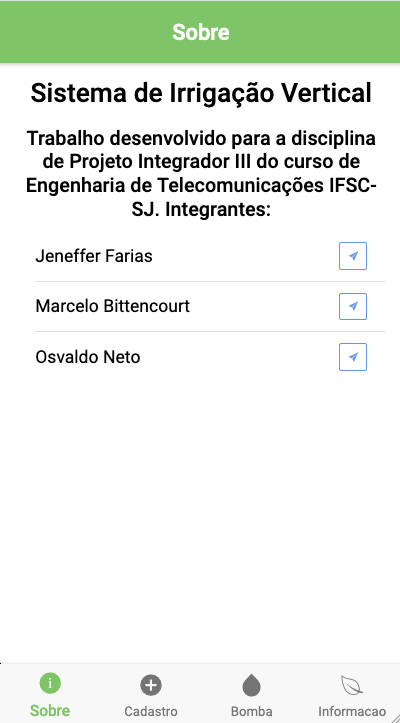 Sobre
Sistema de Irrigação Vertical
Trabalho desenvolvido para a disciplina
de Projeto Integrador III do curso de
Engenharia de Telecomunicações IFSC-
SJ. Integrantes:
Jeneffer Farias
Marcelo Bittencourt
Osvaldo Neto
Sobre
Cadastro
Bomba
Informacao